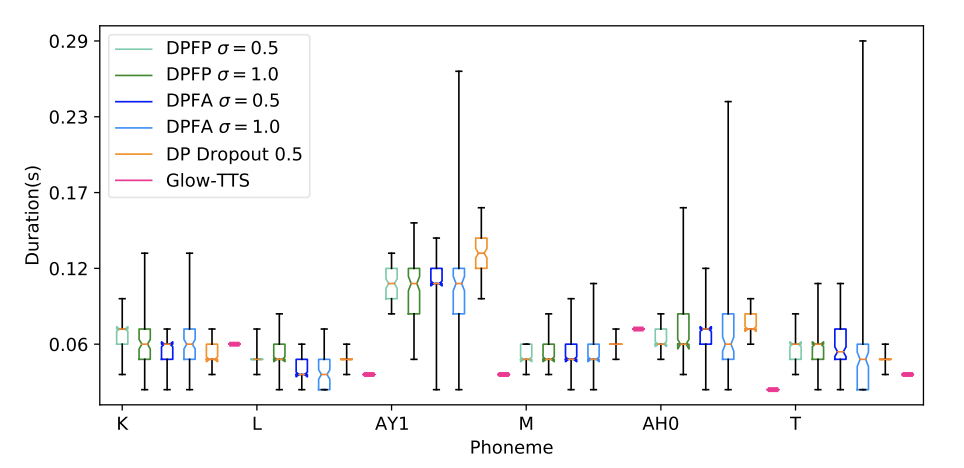 0.29
0.23
0.17
0.12
0.06
Duration(s)
DPFP σ = 0.5
DPFP σ = 1.0
DPFA σ = 0.5
DPFA σ = 1.0
DP Dropout 0.5
Glow-TTS
K L AY1 M AH0 T
Phoneme